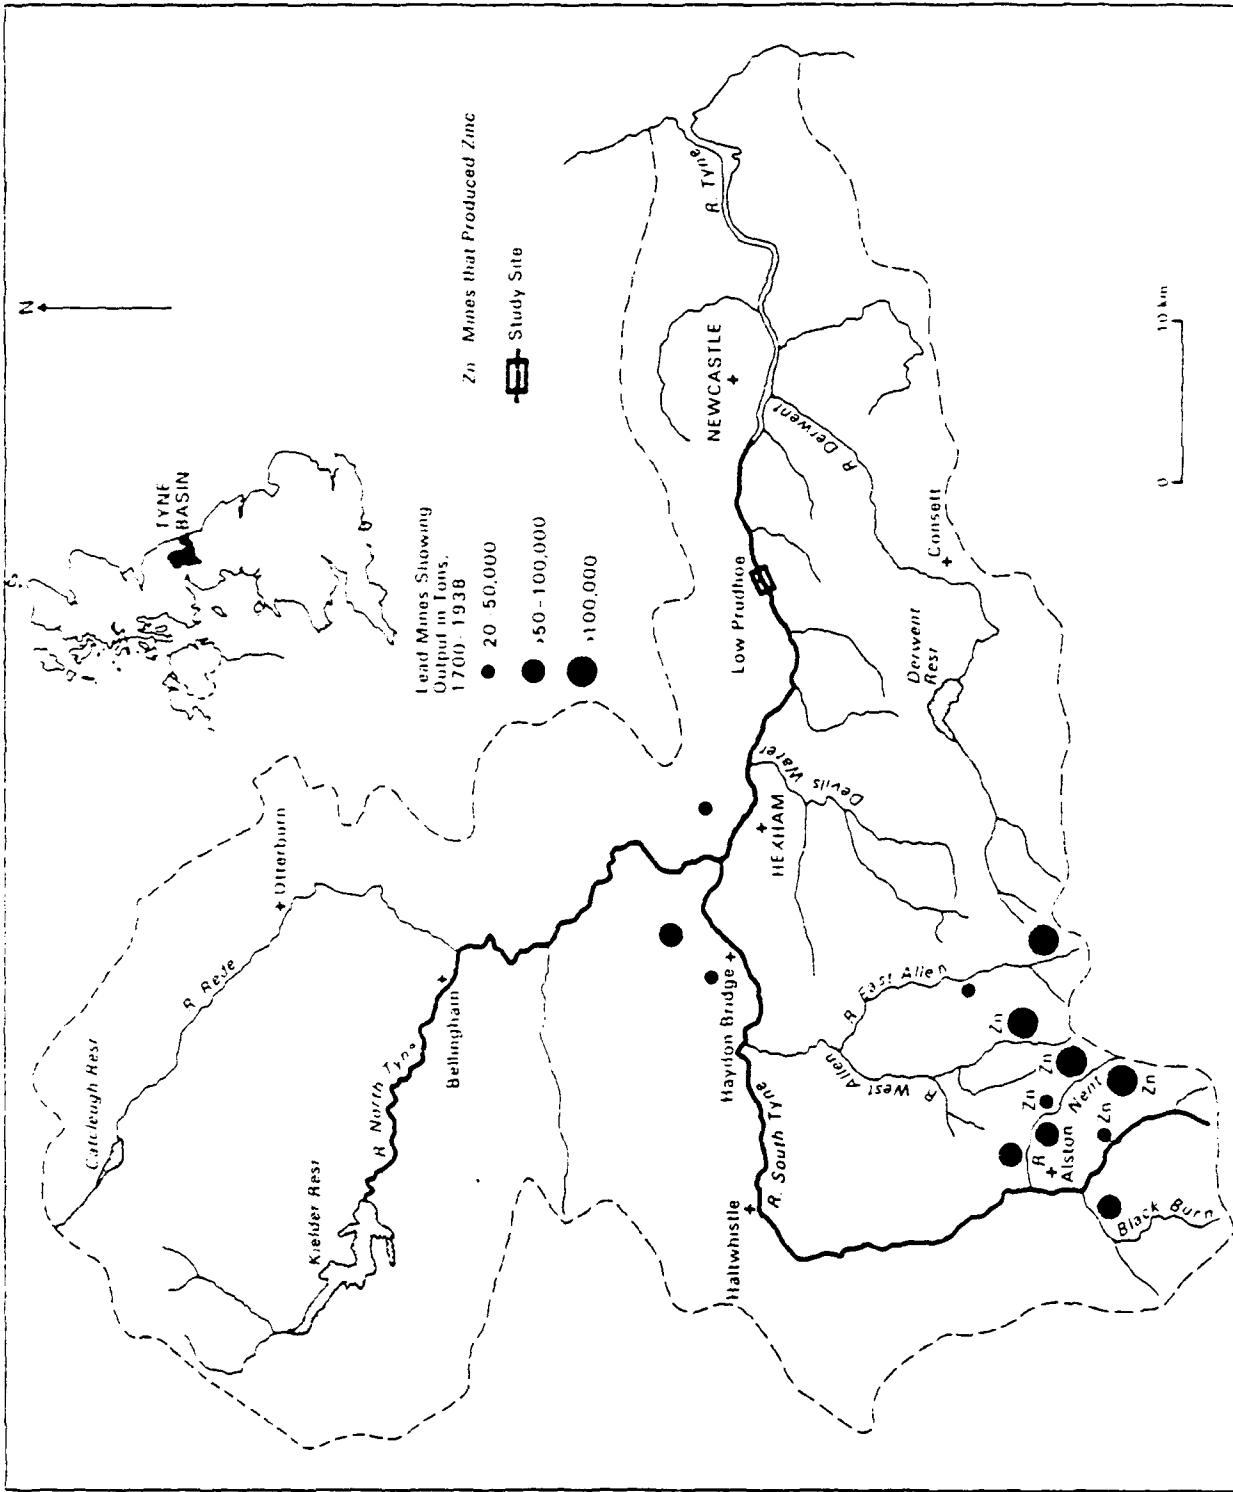 N
TYNE
BASIN
Lead Mines Showing
Output in Tons,
1700-1938
20-50,000
>50-100,000
>100,000
Zn Mines that Produced Zinc
Study Site
Catcleugh Rest
R Rede
Otterburn
Kielder Rest
R North Tyne
Bellingham
Haltwhistle
R. South Tyne
Haydon Bridge
HEXHAM
Devils Water
Low Prudhoe
NEWCASTLE
R Tyne
R Derwent
Derwent
Rest
Consett
R East Allen
R West Allen
Zn
Zn
Zn
Zn
Zn
R Nent
Alston
Black Burn
0 10 km